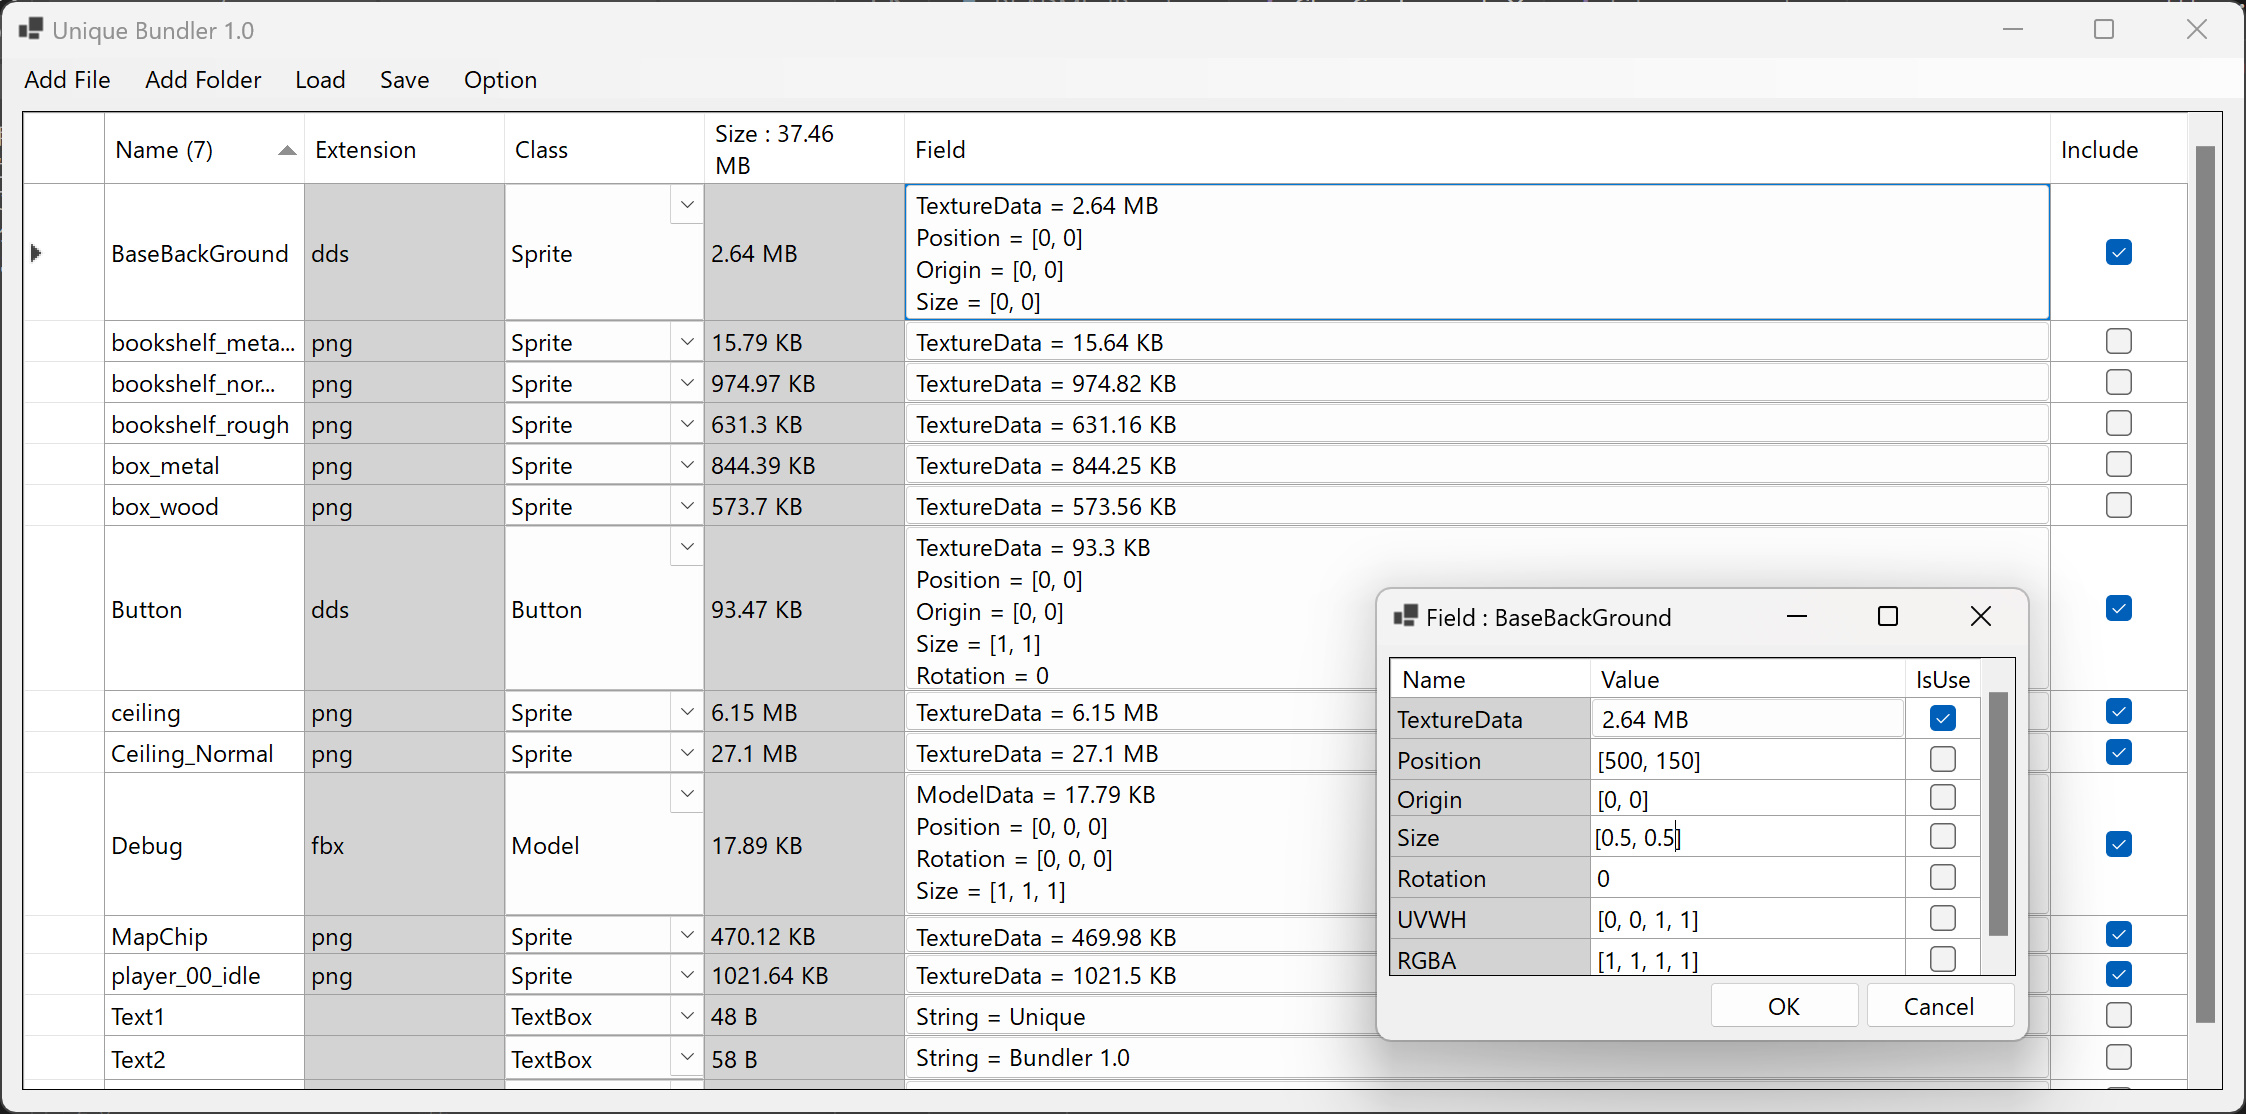 Unique Bundler 1.0
Add File Add Folder Load Save Option
Name (7) Extension Class Size : 37.46 MB Field Include
BaseBackGround dds Sprite 2.64 MB
TextureData = 2.64 MB
Position = [0, 0]
Origin = [0, 0]
Size = [0, 0]
bookshelf_meta... png Sprite 15.79 KB TextureData = 15.64 KB
bookshelf_nor... png Sprite 974.97 KB TextureData = 974.82 KB
bookshelf_rough png Sprite 631.3 KB TextureData = 631.16 KB
box_metal png Sprite 844.39 KB TextureData = 844.25 KB
box_wood png Sprite 573.7 KB TextureData = 573.56 KB
Button dds Button 93.47 KB
TextureData = 93.3 KB
Position = [0, 0]
Origin = [0, 0]
Size = [1, 1]
Rotation = 0
ceiling png Sprite 6.15 MB TextureData = 6.15 MB
Ceiling_Normal png Sprite 27.1 MB TextureData = 27.1 MB
Debug fbx Model 17.89 KB
ModelData = 17.79 KB
Position = [0, 0, 0]
Rotation = [0, 0, 0]
Size = [1, 1, 1]
MapChip png Sprite 470.12 KB TextureData = 469.98 KB
player_00_idle png Sprite 1021.64 KB TextureData = 1021.5 KB
Text1 TextBox 48 B String = Unique
Text2 TextBox 58 B String = Bundler 1.0
Field : BaseBackGround
Name Value IsUse
TextureData 2.64 MB
Position [500, 150]
Origin [0, 0]
Size [0.5, 0.5]
Rotation 0
UVWH [0, 0, 1, 1]
RGBA [1, 1, 1, 1]
OK Cancel